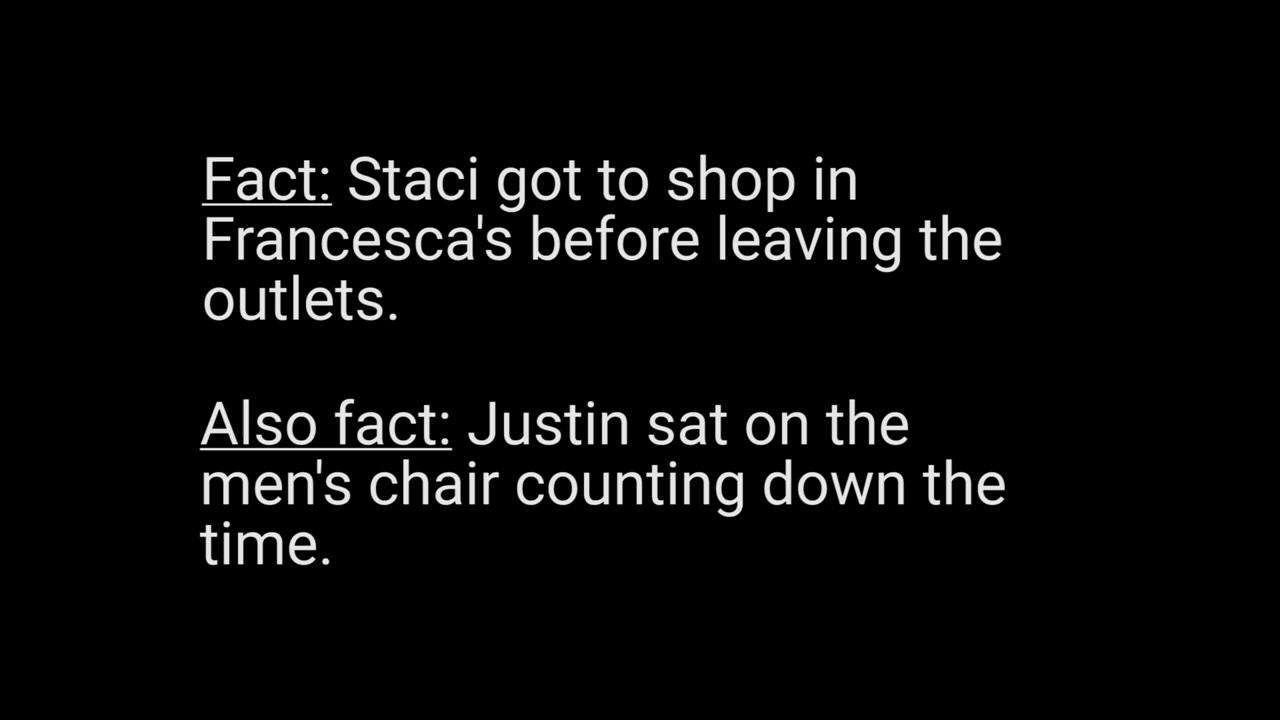 Fact: Staci got to shop in
Francesca's before leaving the
outlets.
Also fact: Justin sat on the
men's chair counting down the
time.